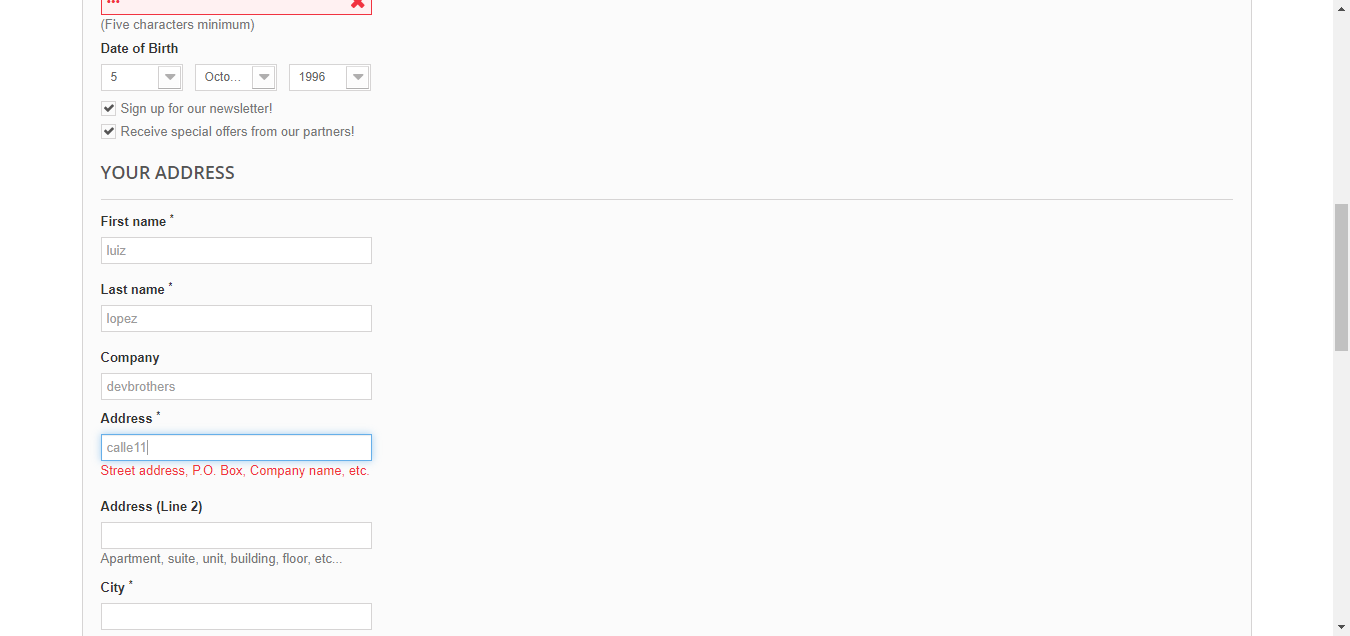 •••
(Five characters minimum)
Date of Birth
5 Octo... 1996
Sign up for our newsletter!
Receive special offers from our partners!
YOUR ADDRESS
First name *
luiz
Last name *
lopez
Company
devbrothers
Address *
calle11
Street address, P.O. Box, Company name, etc.
Address (Line 2)
Apartment, suite, unit, building, floor, etc...
City *